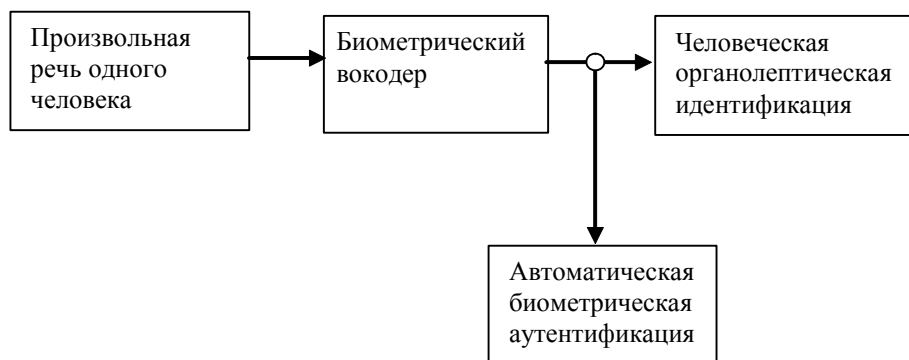 Произвольная
речь одного
человека
Биометрический
вокодер
Человеческая
органолептическая
идентификация
Автоматическая
биометрическая
аутентификация